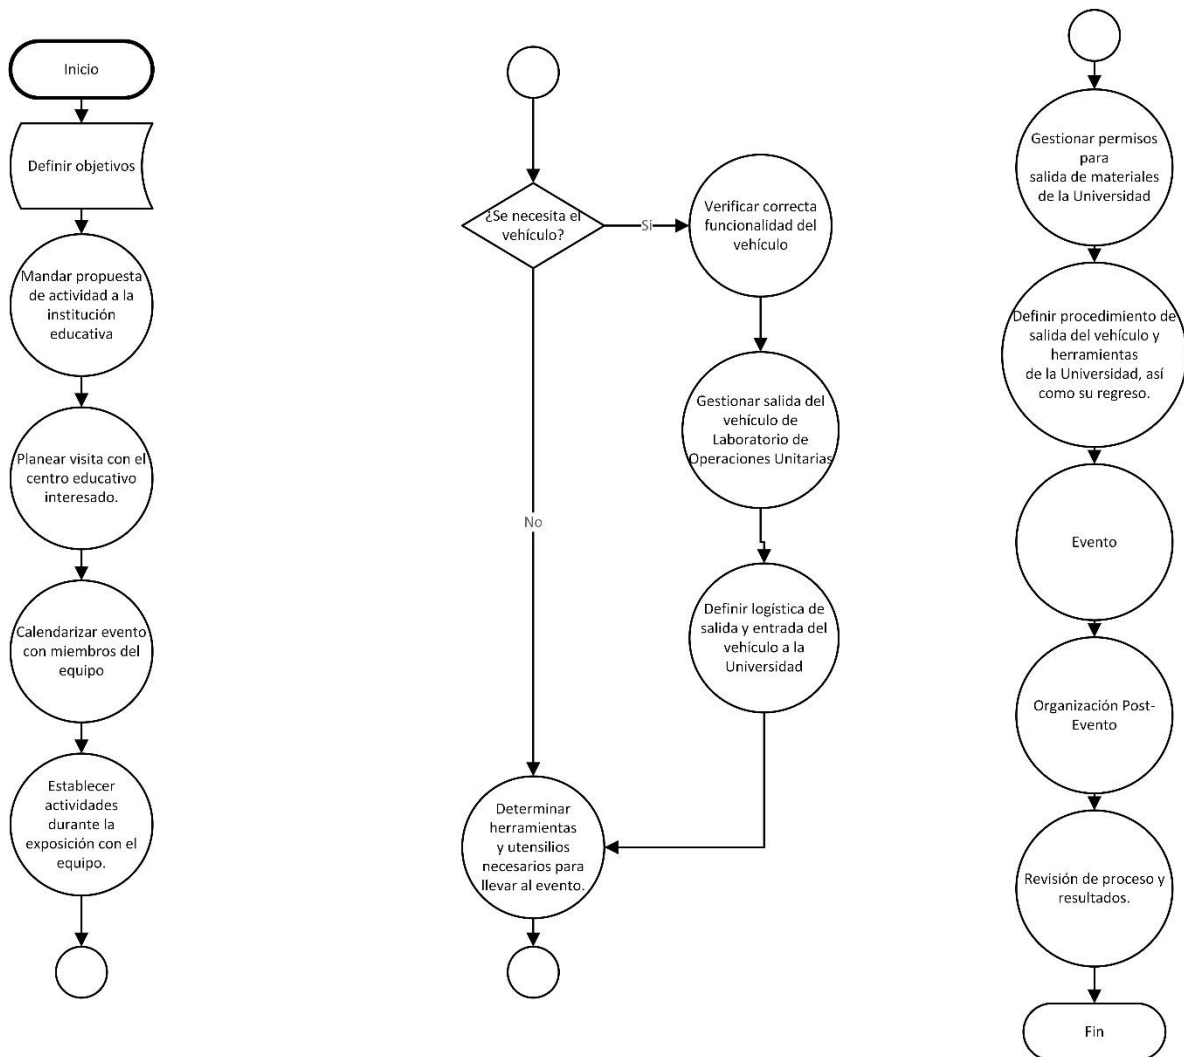 Inicio
Definir objetivos
Mandar propuesta
de actividad a la
institución
educativa
Planear visita con el
centro educativo
interesado.
Calendarizar evento
con miembros del
equipo
Establecer
actividades
durante la
exposición con el
equipo.
¿Se necesita el
vehículo?
Si
Verificar correcta
funcionalidad del
vehículo
Gestionar salida del
vehículo de
Laboratorio de
Operaciones Unitarias
No
Definir logística de
salida y entrada del
vehículo a la
Universidad
Determinar
herramientas
y utensilios
necesarios para
llevar al evento.
Gestionar permisos
para
salida de materiales
de la Universidad
Definir procedimiento de
salida del vehículo y
herramientas
de la Universidad, así
como su regreso.
Evento
Organización Post-
Evento
Revisión de proceso y
resultados.
Fin